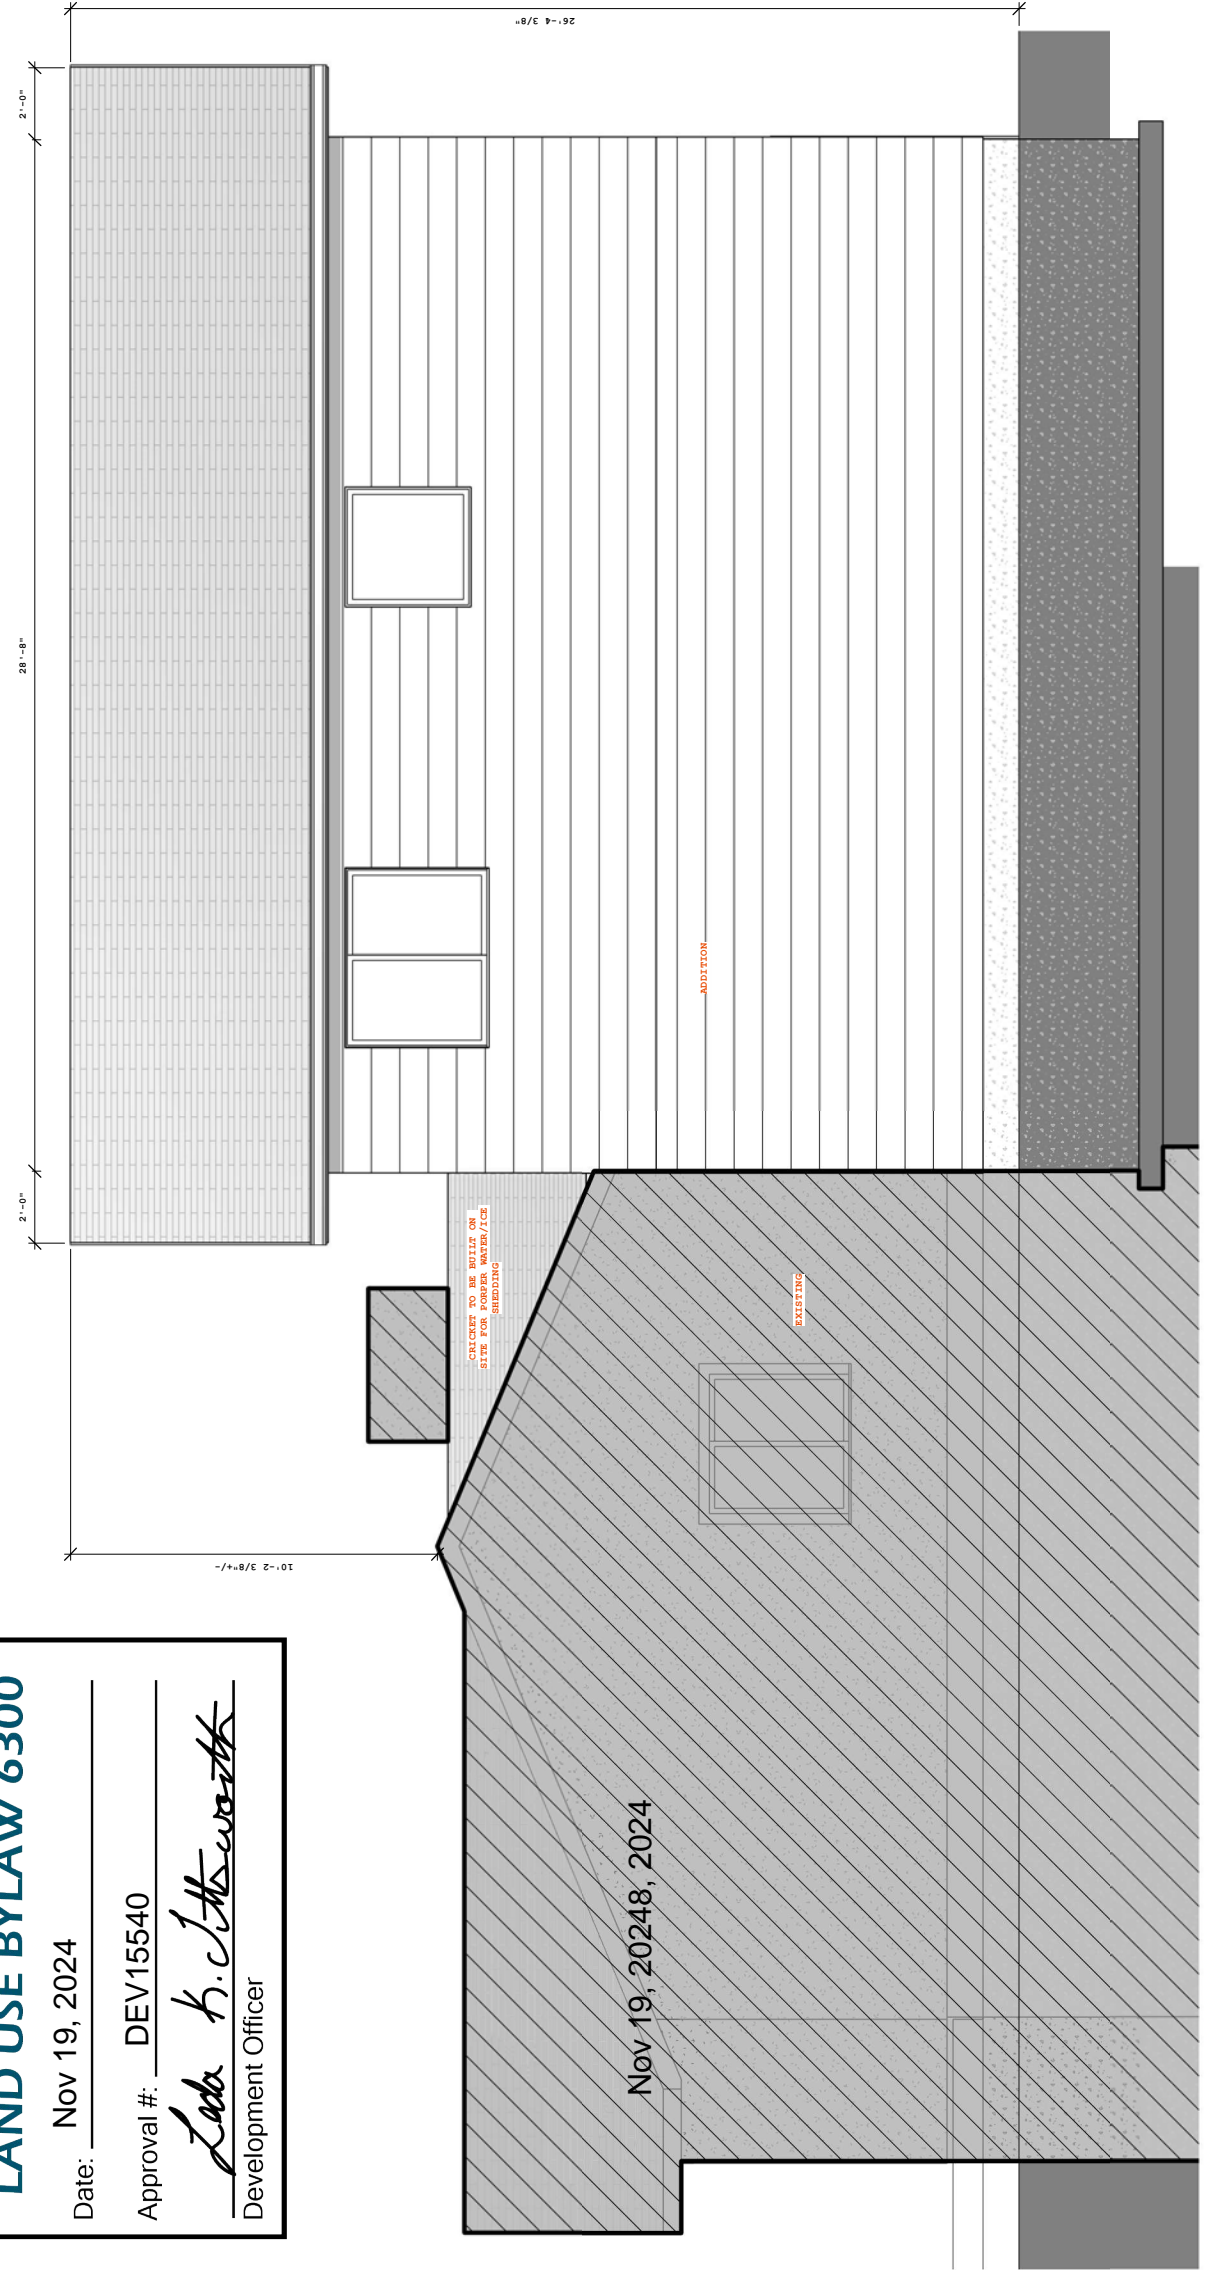 LAND USE BYLAW 6300
Date: Nov 19, 2024
Approval #: DEV15540
Development Officer
2'-0"
28'-8"
2'-0"
26'-4 3/8"
10'-2 3/8"+/-
CRICKET TO BE BUILT ON
SITE FOR PORPER WATER/ICE
SHEDDING
ADDITION
EXISTING
Nov 19, 20248, 2024